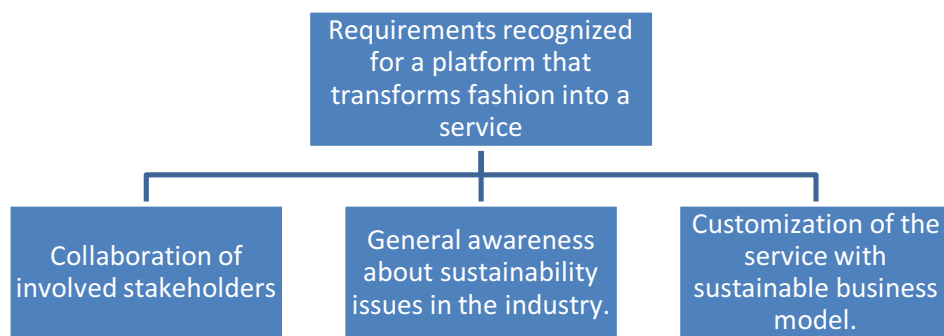 Requirements recognized
for a platform that
transforms fashion into a
service
Collaboration of
involved stakeholders
General awareness
about sustainability
issues in the industry.
Customization of the
service with
sustainable business
model.